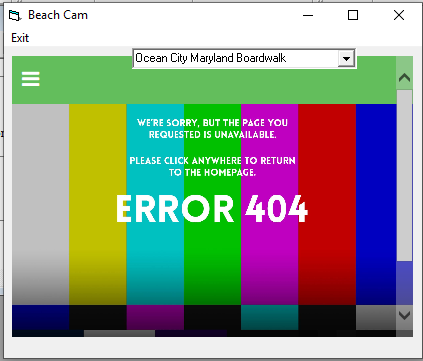 Beach Cam
Exit
Ocean City Maryland Boardwalk
WE'RE SORRY, BUT THE PAGE YOU
REQUESTED IS UNAVAILABLE.
PLEASE CLICK ANYWHERE TO RETURN
TO THE HOMEPAGE.
ERROR 404